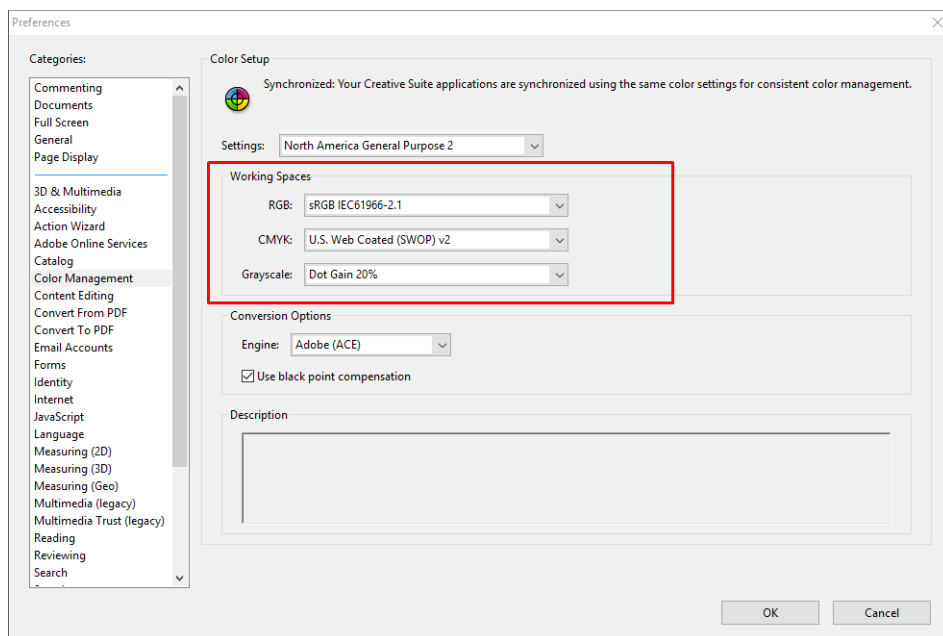 Preferences
Categories:
Commenting
Documents
Full Screen
General
Page Display
3D & Multimedia
Accessibility
Action Wizard
Adobe Online Services
Catalog
Color Management
Content Editing
Convert From PDF
Convert To PDF
Email Accounts
Forms
Identity
Internet
JavaScript
Language
Measuring (2D)
Measuring (3D)
Measuring (Geo)
Multimedia (legacy)
Multimedia Trust (legacy)
Reading
Reviewing
Search
Color Setup
Synchronized: Your Creative Suite applications are synchronized using the same color settings for consistent color management.
Settings: North America General Purpose 2
Working Spaces
RGB: sRGB IEC61966-2.1
CMYK: U.S. Web Coated (SWOP) v2
Grayscale: Dot Gain 20%
Conversion Options
Engine: Adobe (ACE)
Use black point compensation
Description
OK Cancel